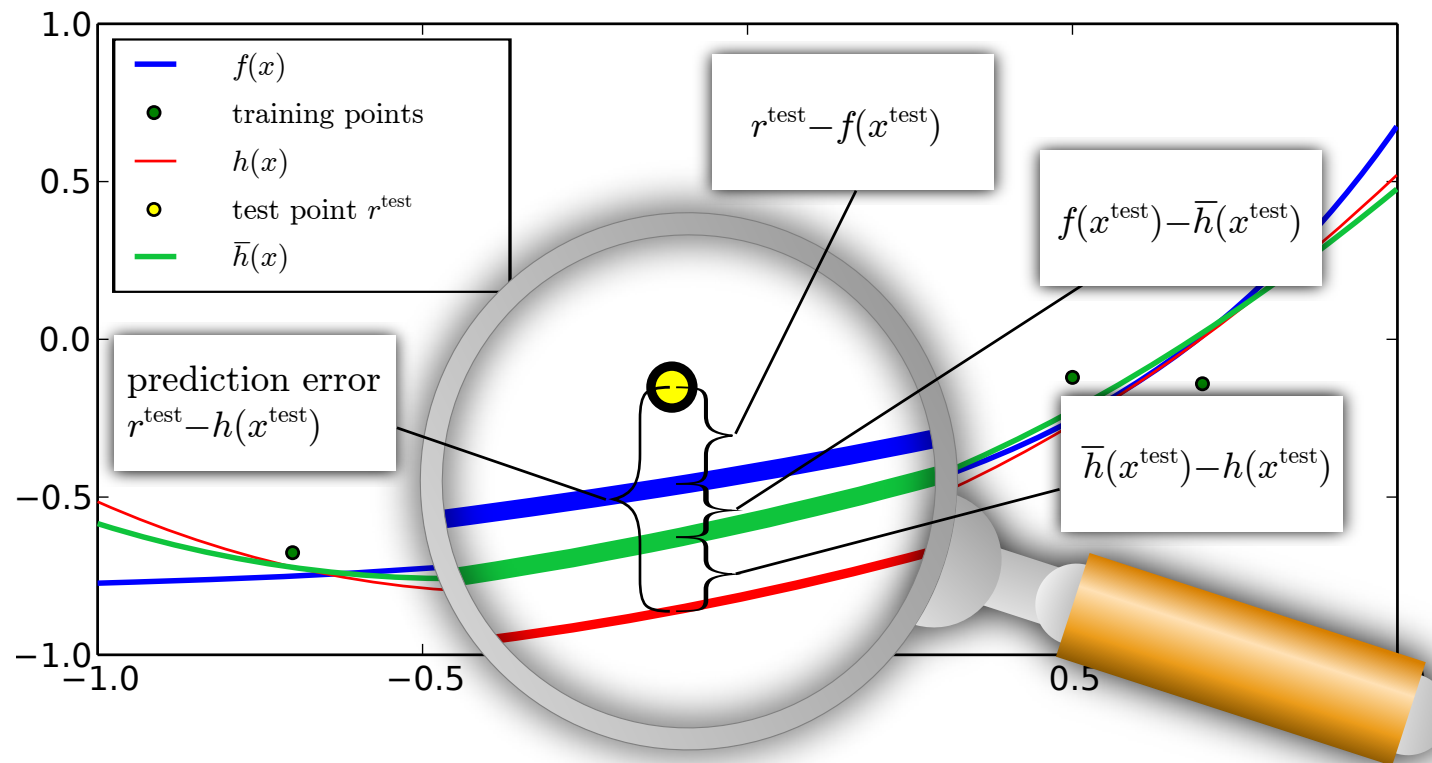 1.0
f(x)
training points
h(x)
test point r^test
h̅(x)
r^test−f(x^test)
0.5
f(x^test)−h̅(x^test)
0.0
prediction error
r^test−h(x^test)
h̅(x^test)−h(x^test)
−0.5
−1.0
−1.0
−0.5
0.5